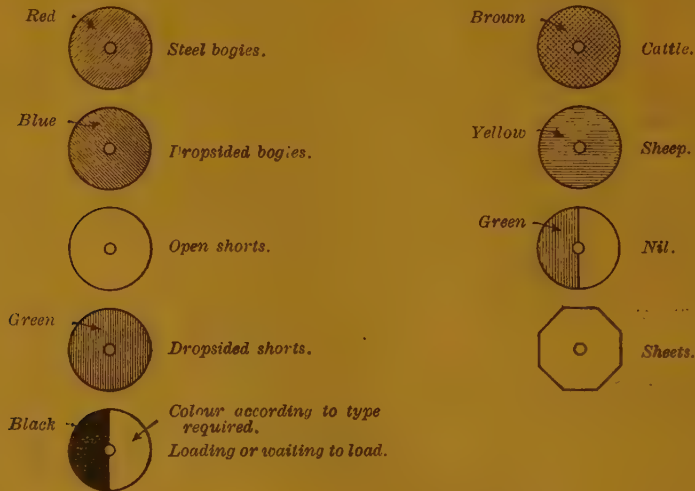 Red
Steel bogies.
Blue
Dropsided bogies.
Open shorts.
Green
Dropsided shorts.
Black
Colour according to type
required.
Loading or waiting to load.
Brown
Cattle.
Yellow
Sheep.
Green
Nil.
Sheets.